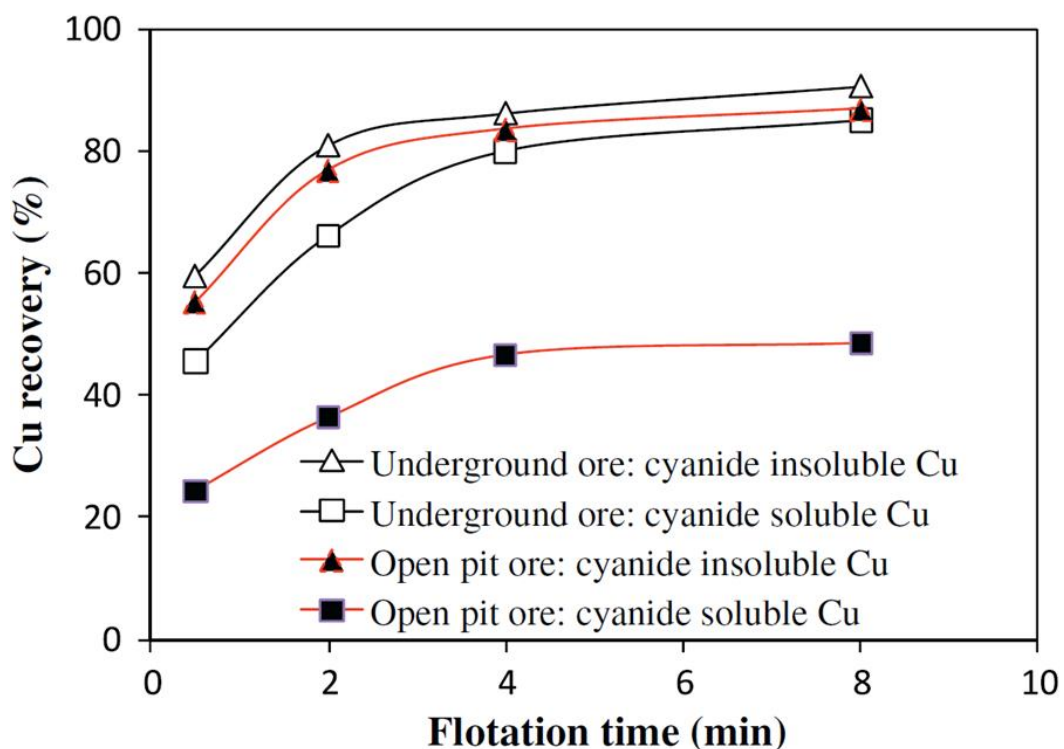 100
80
60
40
20
0
Cu recovery (%)
Underground ore: cyanide insoluble Cu
Underground ore: cyanide soluble Cu
Open pit ore: cyanide insoluble Cu
Open pit ore: cyanide soluble Cu
0 2 4 6 8 10
Flotation time (min)